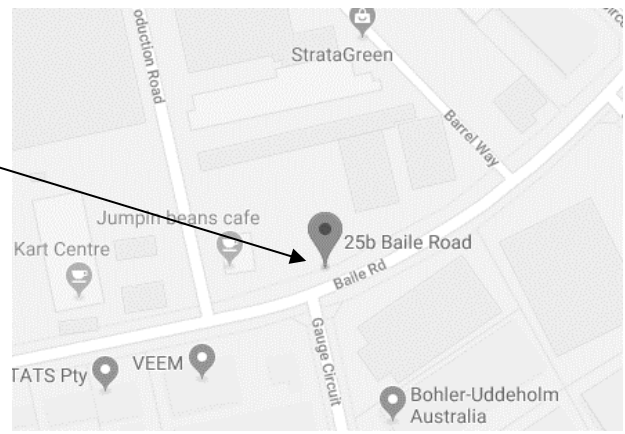 oduction Road
StrataGreen
Barrel Way
Jumpin beans cafe
Kart Centre
25b Baile Road
Baile Rd
Gauge Circuit
TATS Pty
VEEM
Bohler-Uddeholm
Australia